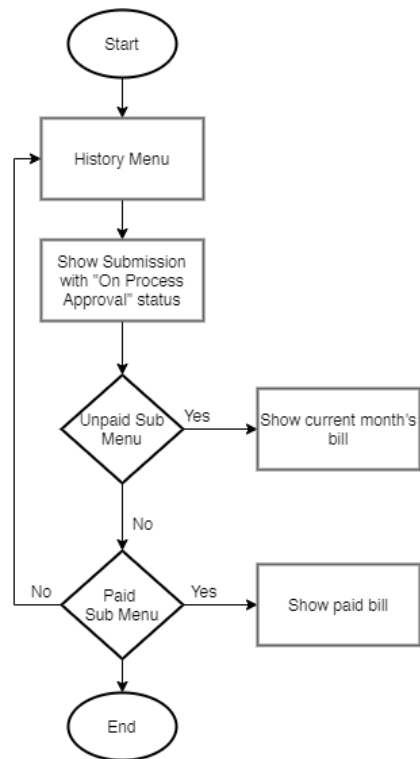 Start
History Menu
Show Submission
with "On Process
Approval" status
Unpaid Sub
Menu
Yes
Show current month's
bill
No
No
Paid
Sub Menu
Yes
Show paid bill
End